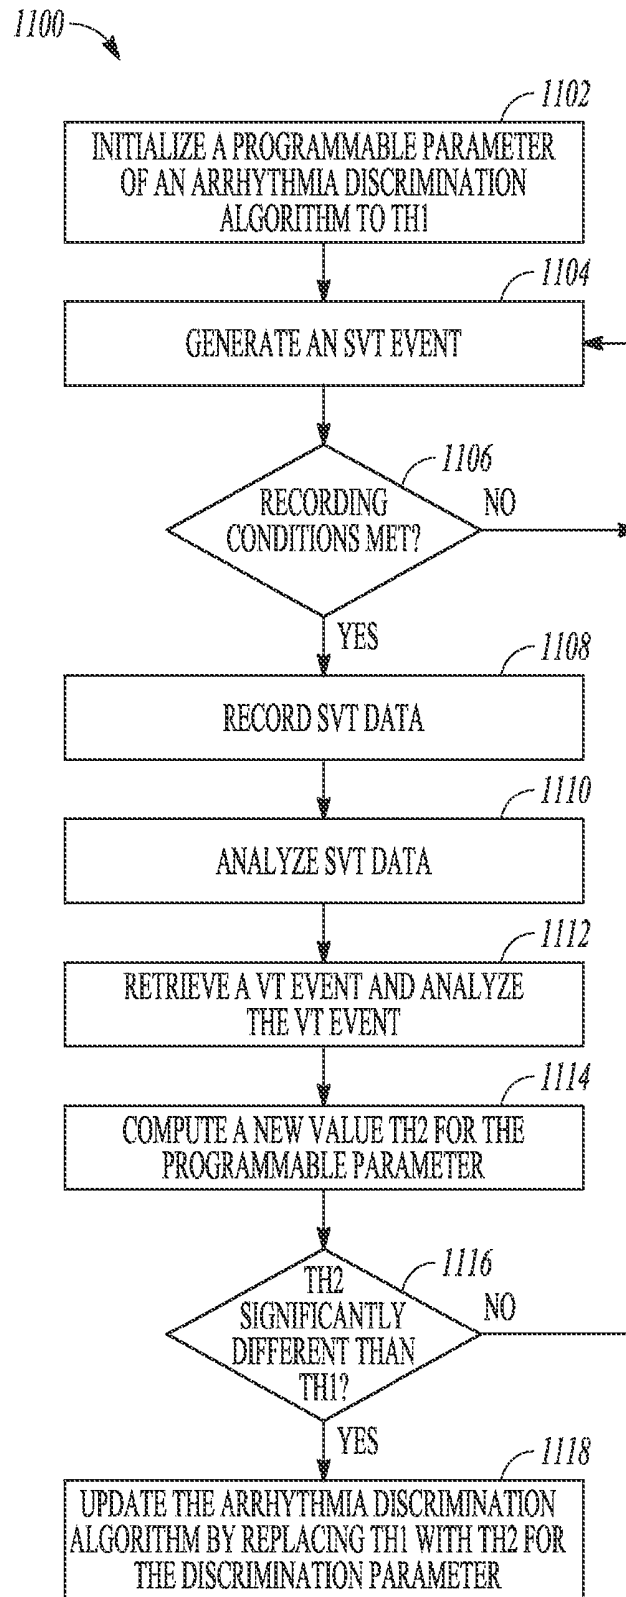 1100
1102
INITIALIZE A PROGRAMMABLE PARAMETER
OF AN ARRHYTHMIA DISCRIMINATION
ALGORITHM TO TH1
1104
GENERATE AN SVT EVENT
1106
RECORDING
CONDITIONS MET?
NO
YES
1108
RECORD SVT DATA
1110
ANALYZE SVT DATA
1112
RETRIEVE A VT EVENT AND ANALYZE
THE VT EVENT
1114
COMPUTE A NEW VALUE TH2 FOR THE
PROGRAMMABLE PARAMETER
1116
TH2
SIGNIFICANTLY
DIFFERENT THAN
TH1?
NO
YES
1118
UPDATE THE ARRHYTHMIA DISCRIMINATION
ALGORITHM BY REPLACING TH1 WITH TH2 FOR
THE DISCRIMINATION PARAMETER